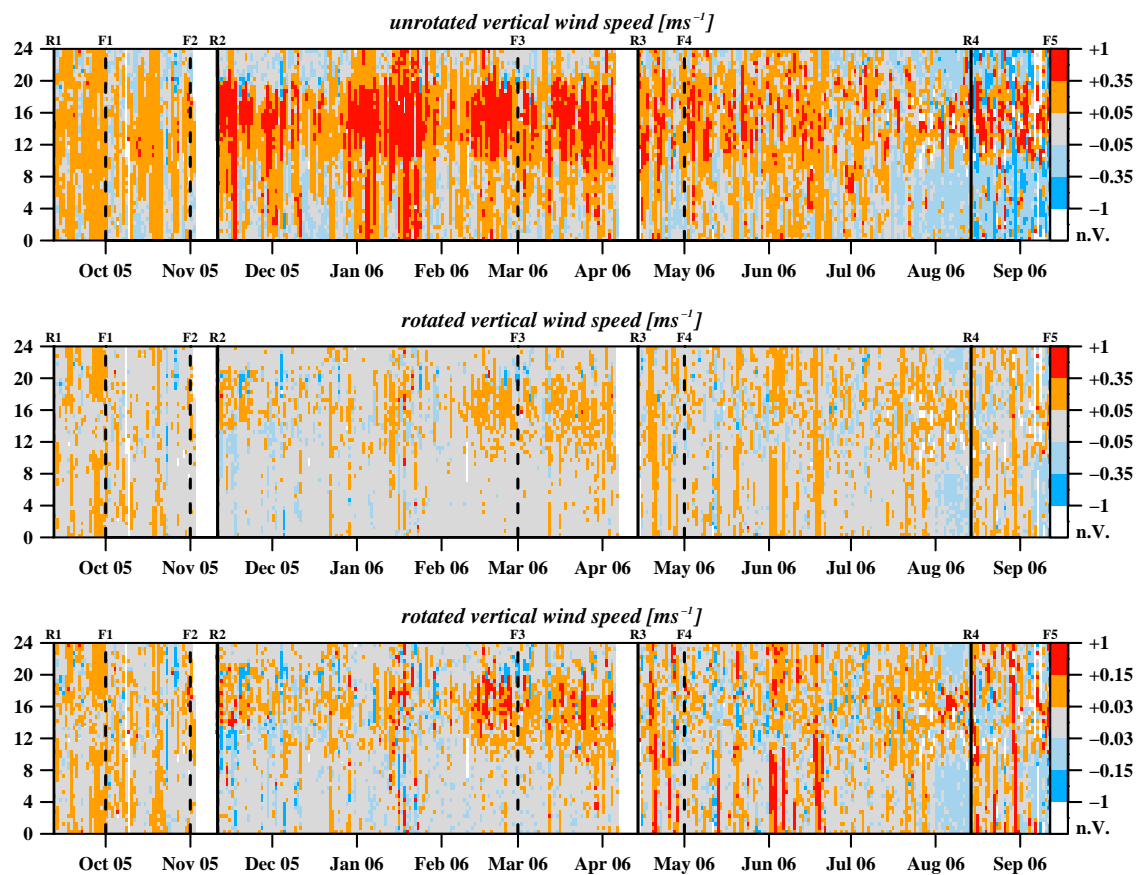 unrotated vertical wind speed [ms⁻¹]
R1 F1 F2 R2 F3 R3 F4 R4 F5
24 +1
20 +0.35
16 +0.05
12 −0.05
8 −0.35
4 −1
0 n.V.
Oct 05 Nov 05 Dec 05 Jan 06 Feb 06 Mar 06 Apr 06 May 06 Jun 06 Jul 06 Aug 06 Sep 06
rotated vertical wind speed [ms⁻¹]
R1 F1 F2 R2 F3 R3 F4 R4 F5
24 +1
20 +0.35
16 +0.05
12 −0.05
8 −0.35
4 −1
0 n.V.
Oct 05 Nov 05 Dec 05 Jan 06 Feb 06 Mar 06 Apr 06 May 06 Jun 06 Jul 06 Aug 06 Sep 06
rotated vertical wind speed [ms⁻¹]
R1 F1 F2 R2 F3 R3 F4 R4 F5
24 +1
20 +0.15
16 +0.03
12 −0.03
8 −0.15
4 −1
0 n.V.
Oct 05 Nov 05 Dec 05 Jan 06 Feb 06 Mar 06 Apr 06 May 06 Jun 06 Jul 06 Aug 06 Sep 06